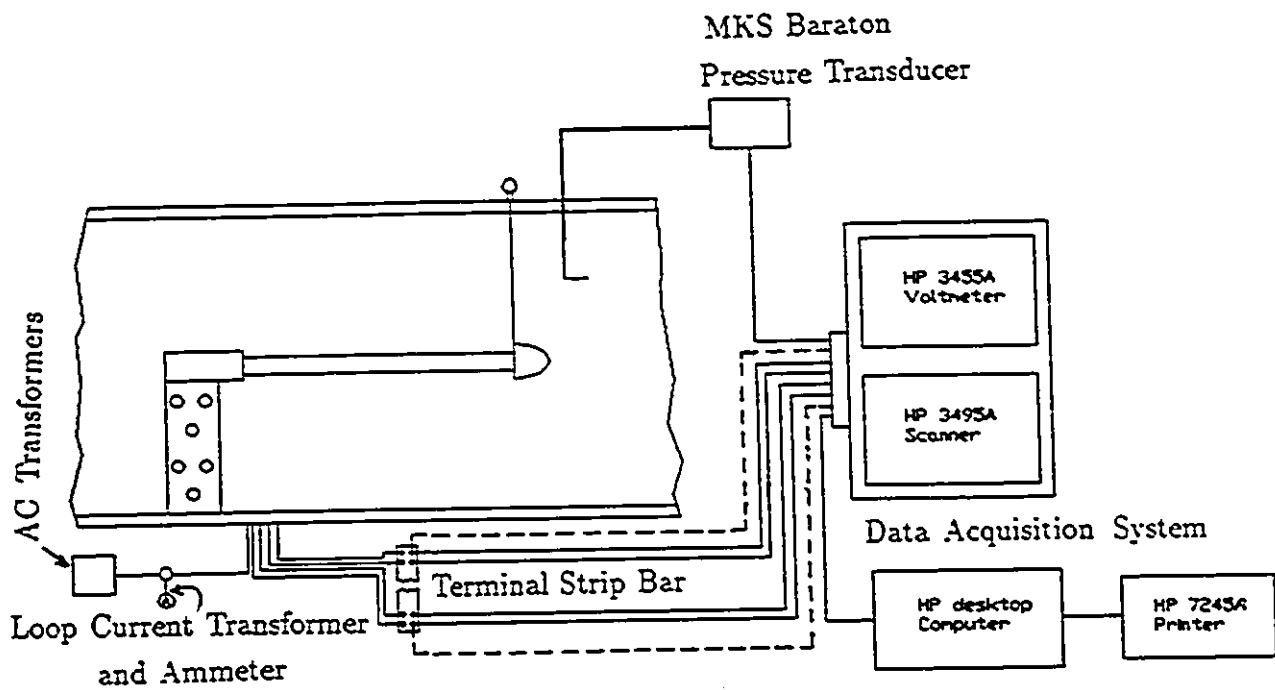 MKS Baraton
Pressure Transducer
HP 3455A
Voltmeter
HP 3495A
Scanner
AC Transformers
Data Acquisition System
Terminal Strip Bar
Loop Current Transformer
and Ammeter
A
HP desktop
Computer
HP 7245A
Printer